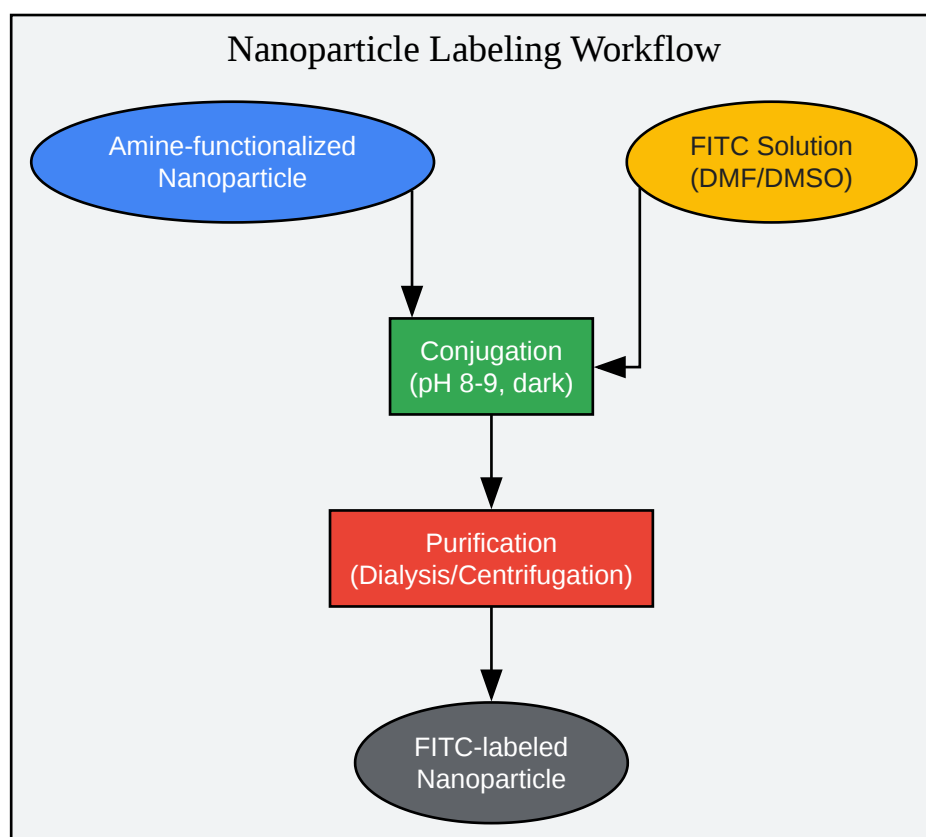 Nanoparticle Labeling Workflow
Amine-functionalized
Nanoparticle
FITC Solution
(DMF/DMSO)
Conjugation
(pH 8-9, dark)
Purification
(Dialysis/Centrifugation)
FITC-labeled
Nanoparticle